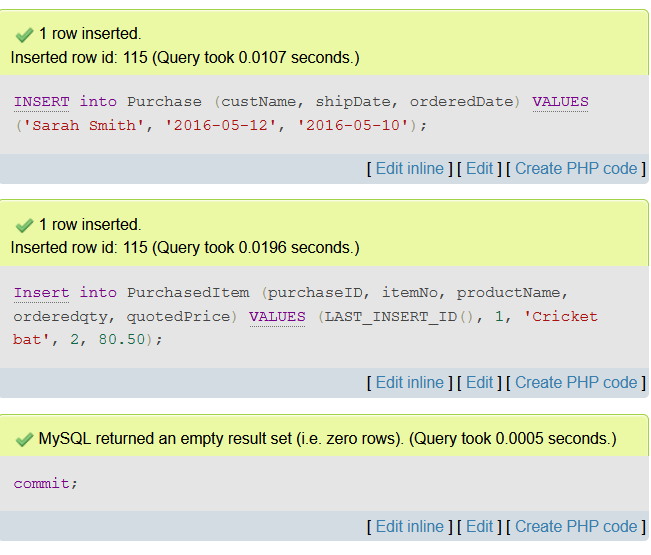 1 row inserted.
Inserted row id: 115 (Query took 0.0107 seconds.)
INSERT into Purchase (custName, shipDate, orderedDate) VALUES
('Sarah Smith', '2016-05-12', '2016-05-10');
[ Edit inline ] [ Edit ] [ Create PHP code ]
1 row inserted.
Inserted row id: 115 (Query took 0.0196 seconds.)
Insert into PurchasedItem (purchaseID, itemNo, productName,
orderedqty, quotedPrice) VALUES (LAST_INSERT_ID(), 1, 'Cricket
bat', 2, 80.50);
[ Edit inline ] [ Edit ] [ Create PHP code ]
MySQL returned an empty result set (i.e. zero rows). (Query took 0.0005 seconds.)
commit;
[ Edit inline ] [ Edit ] [ Create PHP code ]